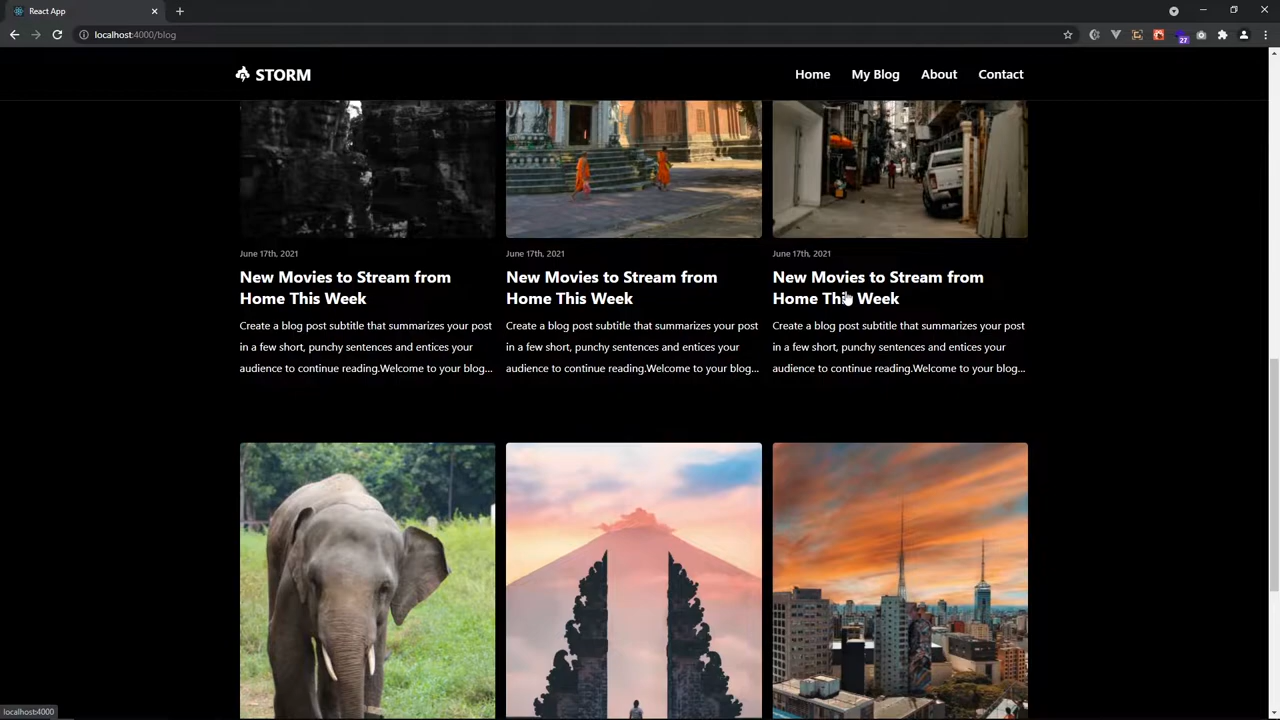 React App
localhost:4000/blog
27
STORM
Home
My Blog
About
Contact
June 17th, 2021
New Movies to Stream from
Home This Week
Create a blog post subtitle that summarizes your post
in a few short, punchy sentences and entices your
audience to continue reading.Welcome to your blog...
June 17th, 2021
New Movies to Stream from
Home This Week
Create a blog post subtitle that summarizes your post
in a few short, punchy sentences and entices your
audience to continue reading.Welcome to your blog...
June 17th, 2021
New Movies to Stream from
Home This Week
Create a blog post subtitle that summarizes your post
in a few short, punchy sentences and entices your
audience to continue reading.Welcome to your blog...
localhost:4000